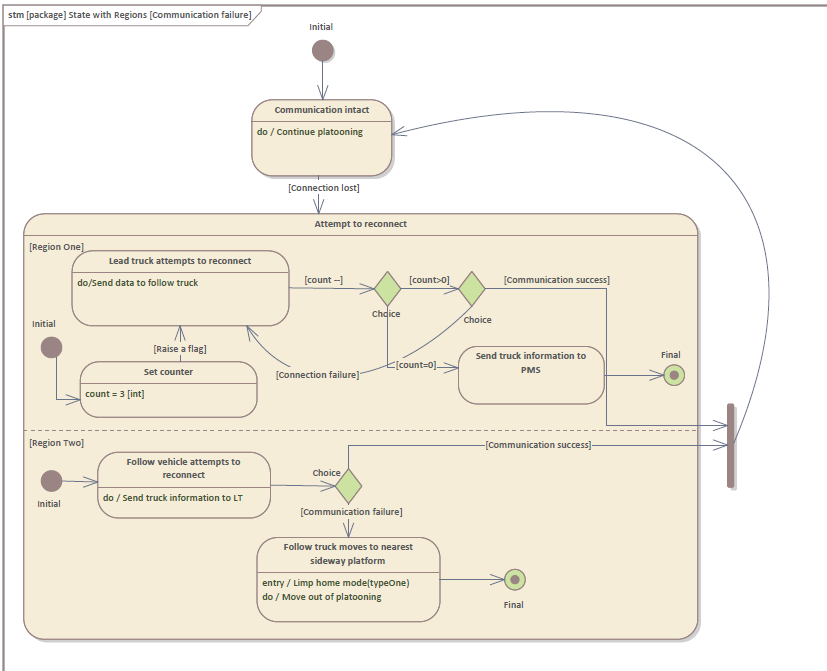 stm [package] State with Regions [Communication failure]
Initial
Communication intact
do / Continue platooning
[Connection lost]
Attempt to reconnect
[Region One]
Lead truck attempts to reconnect
do/Send data to follow truck
[count --]
[count>0]
[Communication success]
Choice
Choice
Initial
[Raise a flag]
Set counter
count = 3 [int]
[Connection failure]
[count=0]
Send truck information to
PMS
Final
[Region Two]
Follow vehicle attempts to
reconnect
do / Send truck information to LT
Initial
Choice
[Communication success]
[Communication failure]
Follow truck moves to nearest
sideway platform
entry / Limp home mode(typeOne)
do / Move out of platooning
Final